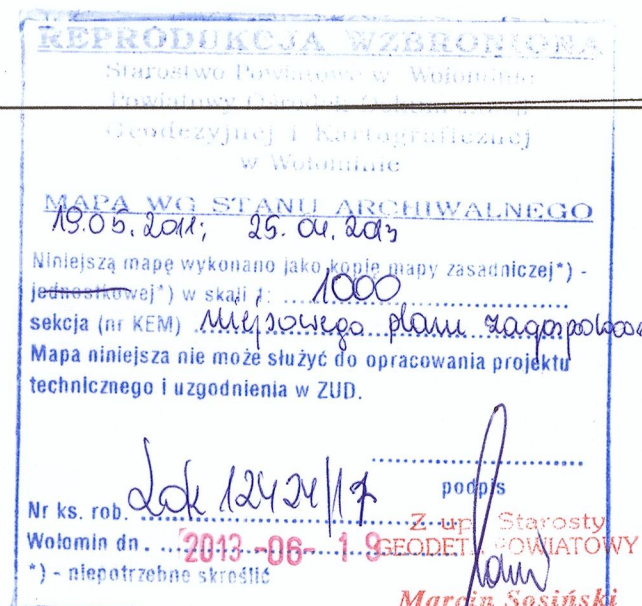 REPRODUKCJA WZBRONIONA
Starostwo Powiatowe w Wołominie
Powiatowy Ośrodek
Geodezyjnej i Kartograficznej
w Wołominie
MAPA WG STANU ARCHIWALNEGO
19.05.2011; 25.04.2013
Niniejszą mapę wykonano jako kopię mapy zasadniczej*) -
jednostkowej*) w skali 1: 1000
sekcja (nr KEM) miejscowego planu
Mapa niniejsza nie może służyć do opracowania projektu
technicznego i uzgodnienia w ZUD.
podpis
Nr ks. rob.
Z up. Starosty
Wołomin dn. 2013 -06- 19 GEODETA POWIATOWY
*) - niepotrzebne skreślić
Marcin Sosiński